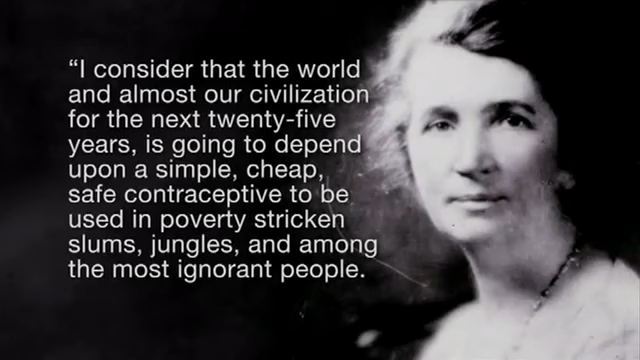 “I consider that the world
and almost our civilization
for the next twenty-five
years, is going to depend
upon a simple, cheap,
safe contraceptive to be
used in poverty stricken
slums, jungles, and among
the most ignorant people.